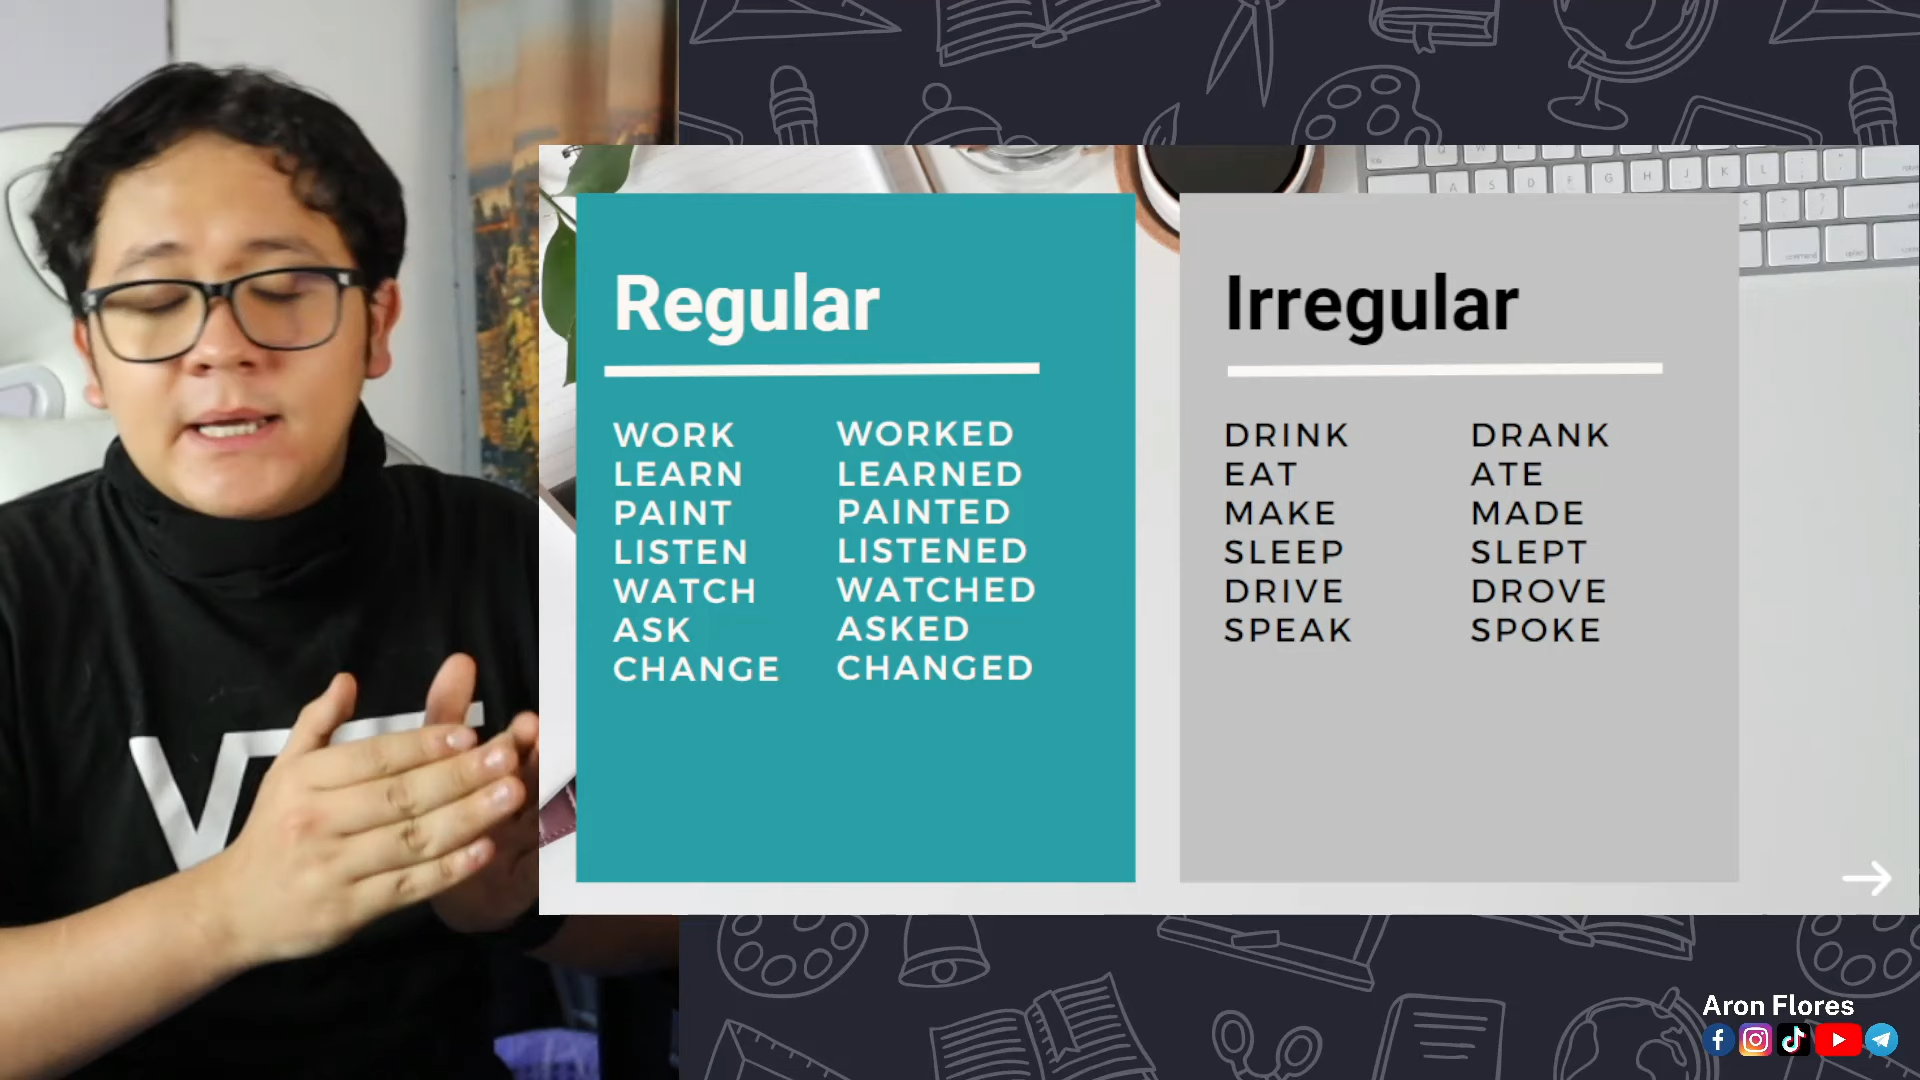 Regular
WORK WORKED
LEARN LEARNED
PAINT PAINTED
LISTEN LISTENED
WATCH WATCHED
ASK ASKED
CHANGE CHANGED
Irregular
DRINK DRANK
EAT ATE
MAKE MADE
SLEEP SLEPT
DRIVE DROVE
SPEAK SPOKE
Aron Flores